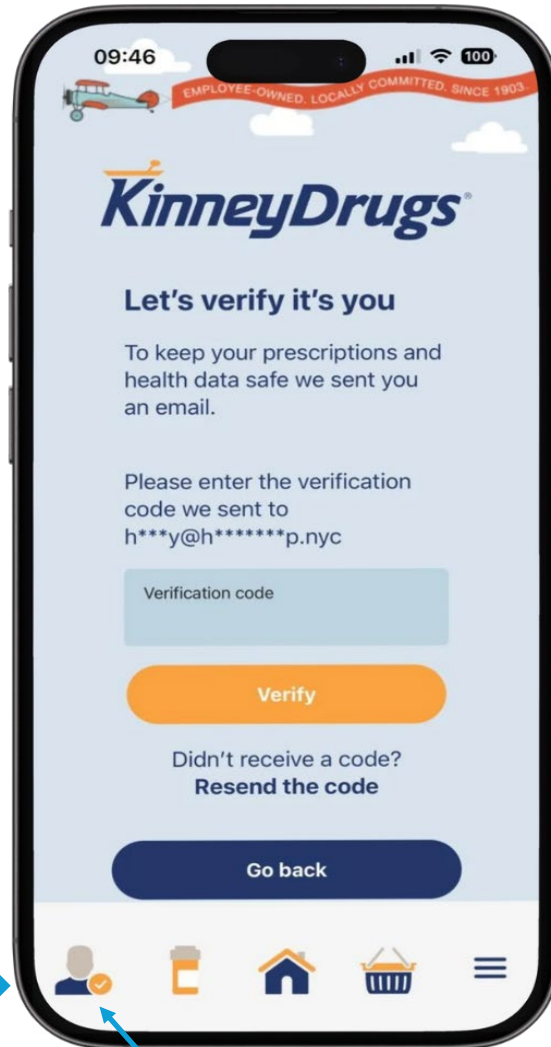 09:46
100
EMPLOYEE-OWNED. LOCALLY COMMITTED. SINCE 1903.
KinneyDrugs®
Let's verify it's you
To keep your prescriptions and
health data safe we sent you
an email.
Please enter the verification
code we sent to
h***y@h*******p.nyc
Verification code
Verify
Didn't receive a code?
Resend the code
Go back